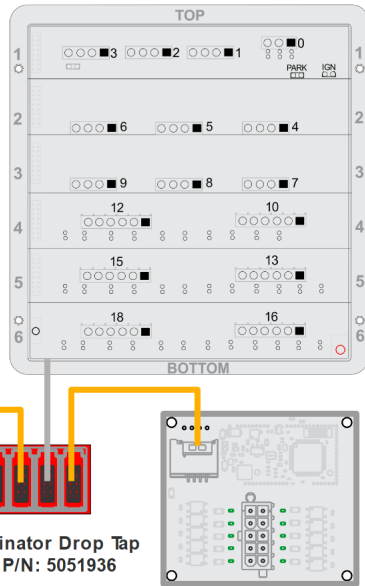 TOP
1 3 2 1 0 1
PARK IGN
2 6 5 4 2
3 9 8 7 3
12 10
4 4
15 13
5 5
18 16
6 6
BOTTOM
inator Drop Tap
P/N: 5051936